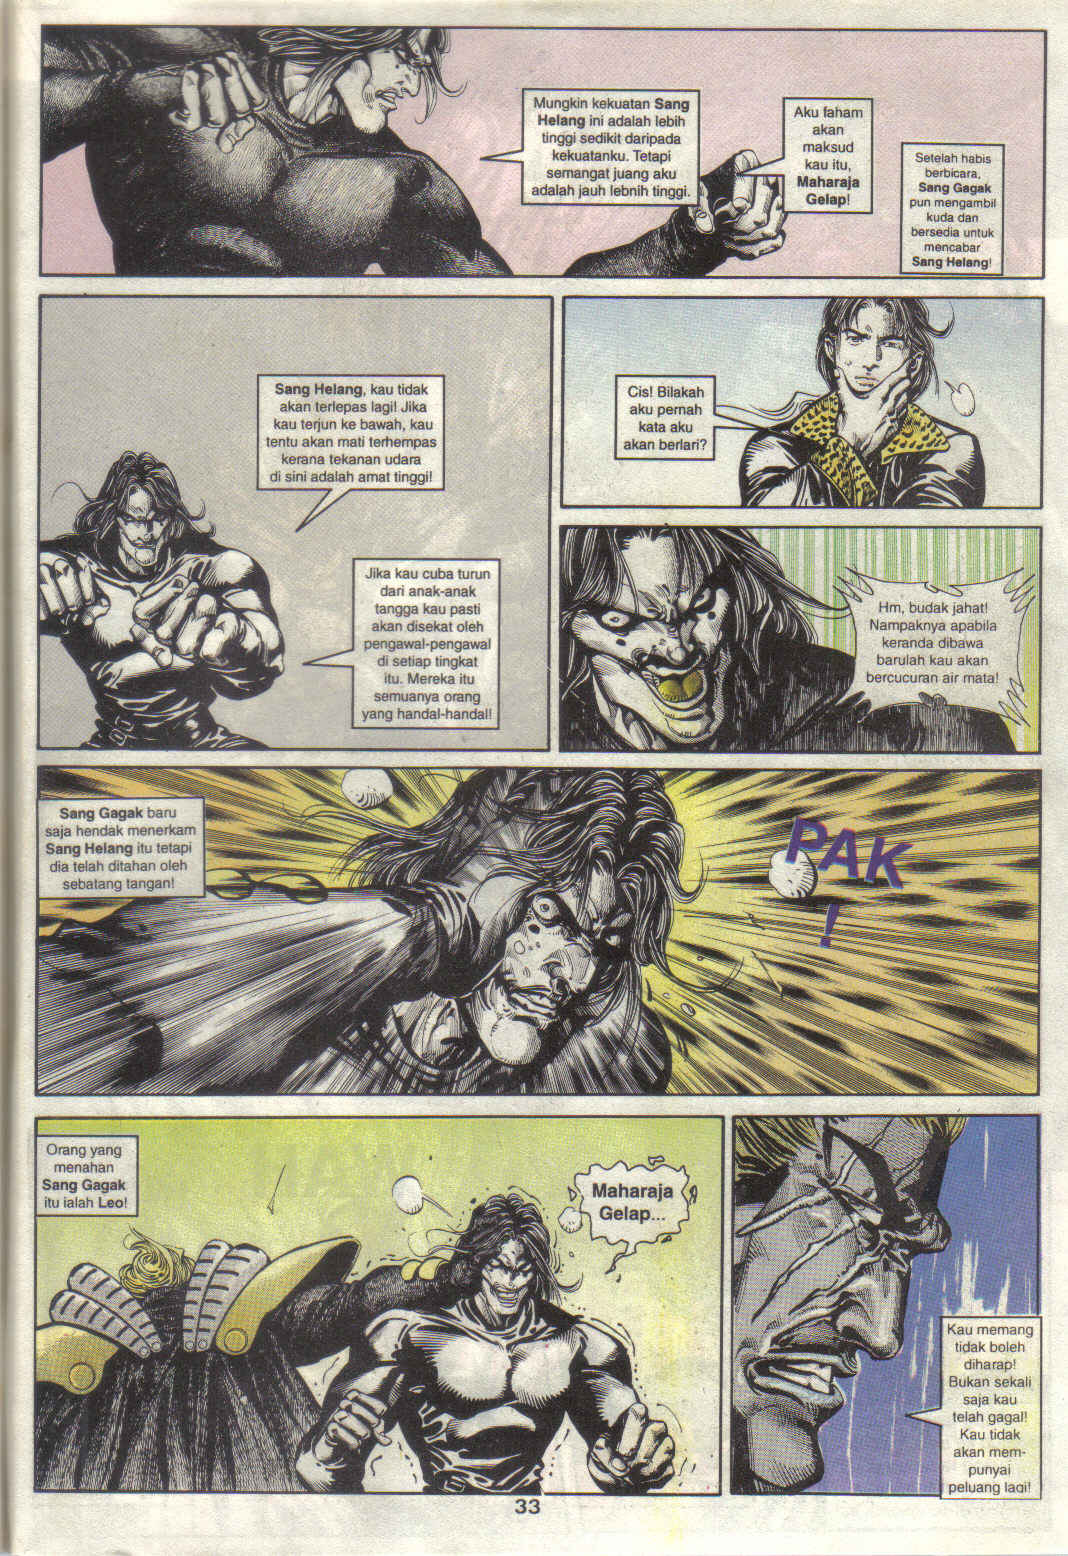 Mungkin kekuatan Sang
Helang ini adalah lebih
tinggi sedikit daripada
kekuatanku. Tetapi
semangat juang aku
adalah jauh lebnih tinggi.
Aku faham
akan
maksud
kau itu,
Maharaja
Gelap!
Setelah habis
berbicara,
Sang Gagak
pun mengambil
kuda dan
bersedia untuk
mencabar
Sang Helang!
Sang Helang, kau tidak
akan terlepas lagi! Jika
kau terjun ke bawah, kau
tentu akan mati terhempas
kerana tekanan udara
di sini adalah amat tinggi!
Jika kau cuba turun
dari anak-anak
tangga kau pasti
akan disekat oleh
pengawal-pengawal
di setiap tingkat
itu. Mereka itu
semuanya orang
yang handal-handal!
Cis! Bilakah
aku pernah
kata aku
akan berlari?
Hm, budak jahat!
Nampaknya apabila
keranda dibawa
barulah kau akan
bercucuran air mata!
Sang Gagak baru
saja hendak menerkam
Sang Helang itu tetapi
dia telah ditahan oleh
sebatang tangan!
PAK
!
Orang yang
menahan
Sang Gagak
itu ialah Leo!
Maharaja
Gelap...
Kau memang
tidak boleh
diharap!
Bukan sekali
saja kau
telah gagal!
Kau tidak
akan mem-
punyai
peluang lagi!
33